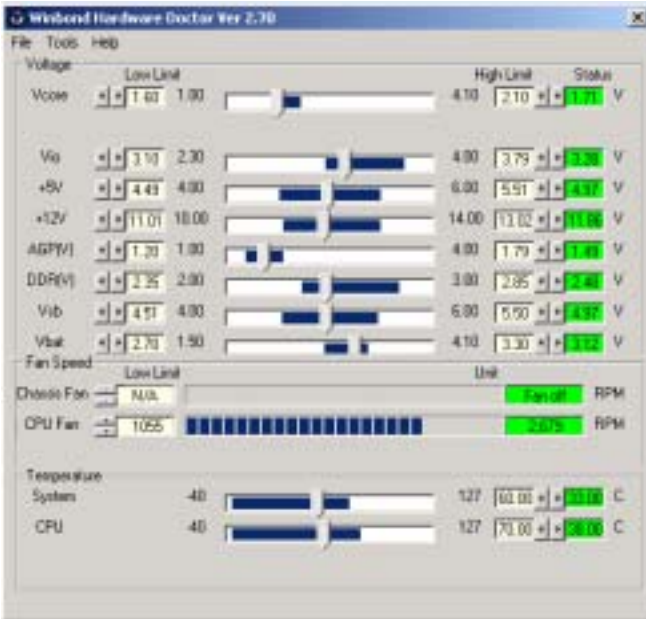 Winbond Hardware Doctor Ver 2.70
File Tools Help
Voltage
Low Limit High Limit Status
Vcore 1.60 1.00 4.10 2.10 1.71 V
Vio 3.10 2.30 4.00 3.79 3.28 V
+5V 4.49 4.00 6.00 5.51 4.97 V
+12V 11.01 10.00 14.00 13.02 11.86 V
AGP(V) 1.20 1.00 4.00 1.79 1.49 V
DDR(V) 2.35 2.00 3.00 2.85 2.48 V
Vsb 4.51 4.00 6.00 5.50 4.97 V
Vbat 2.70 1.50 4.10 3.30 3.12 V
Fan Speed
Low Limit Unit
Chassis Fan N/A Fan off RPM
CPU Fan 1055 2,679 RPM
Temperature
System -40 127 60.00 C
CPU -40 127 70.00 C